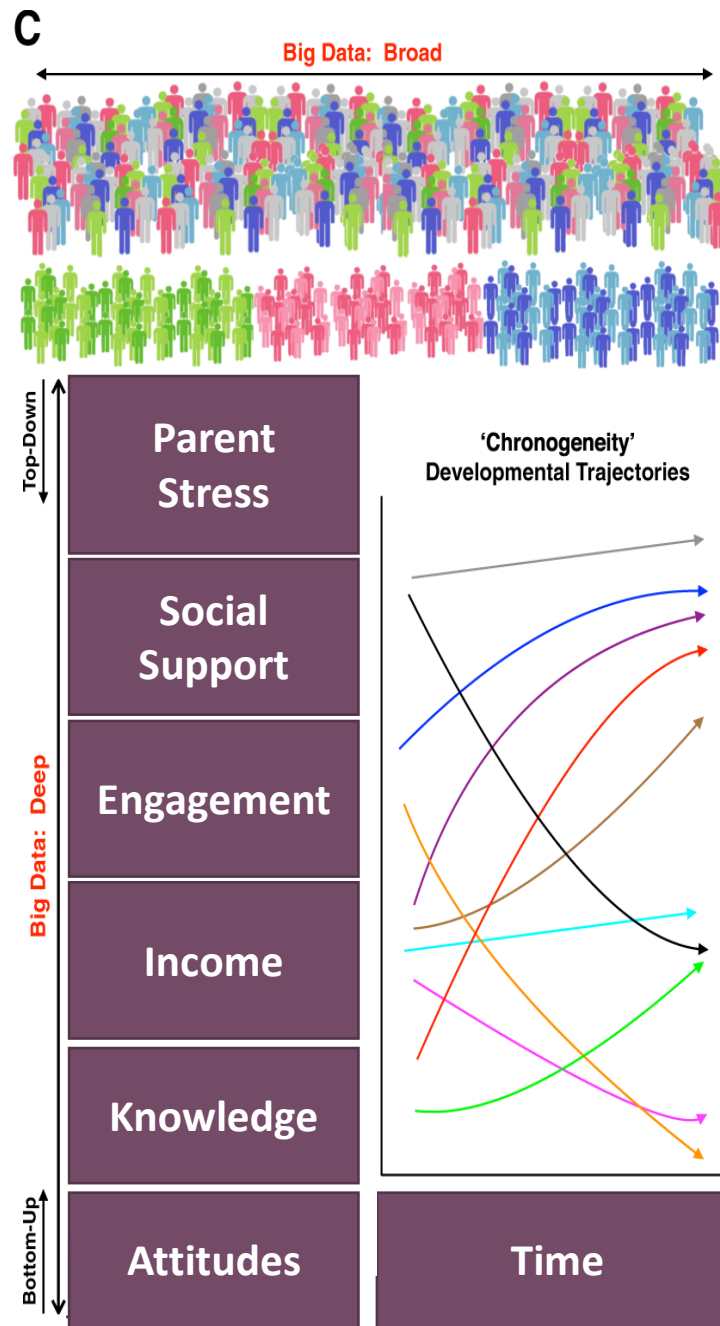 C
Big Data: Broad
Top-Down
Parent
Stress
'Chronogeneity'
Developmental Trajectories
Social
Support
Engagement
Big Data: Deep
Income
Knowledge
Bottom-Up
Attitudes
Time